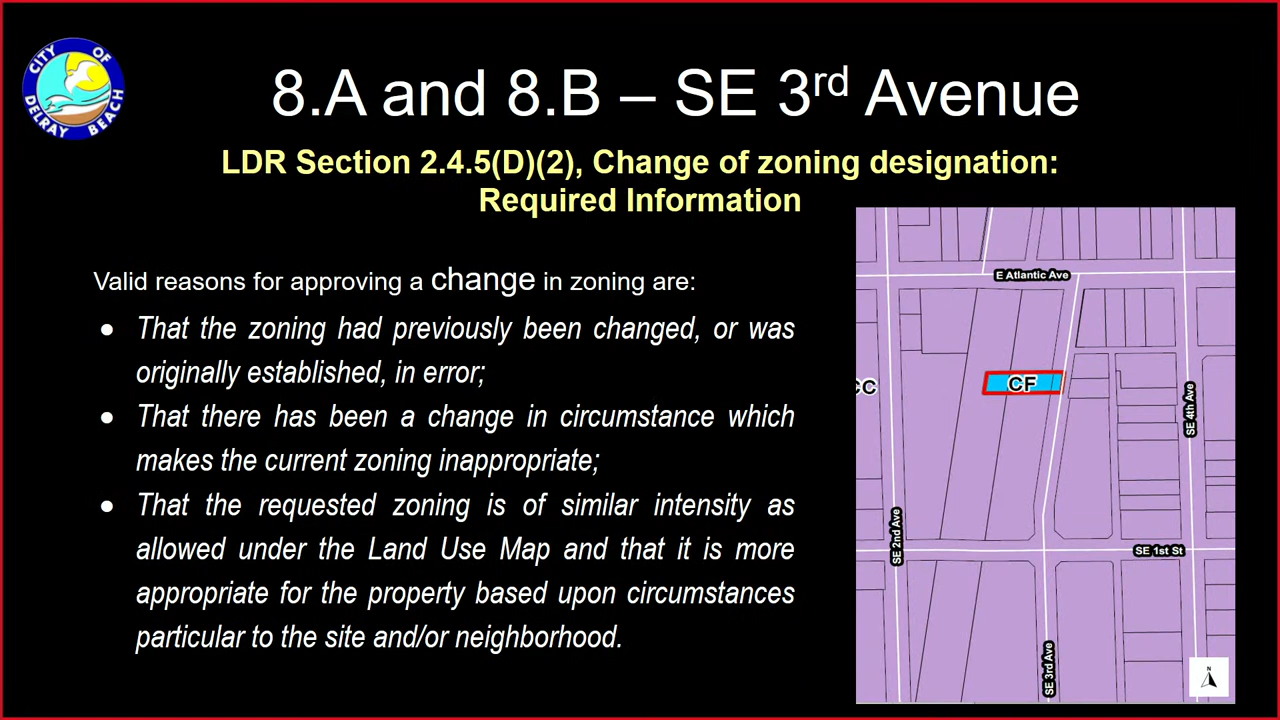 CITY OF
DELRAY BEACH
8.A and 8.B – SE 3rd Avenue
LDR Section 2.4.5(D)(2), Change of zoning designation:
Required Information
Valid reasons for approving a change in zoning are:
● That the zoning had previously been changed, or was
originally established, in error;
● That there has been a change in circumstance which
makes the current zoning inappropriate;
● That the requested zoning is of similar intensity as
allowed under the Land Use Map and that it is more
appropriate for the property based upon circumstances
particular to the site and/or neighborhood.
E Atlantic Ave
CC
CF
SE 4th Ave
SE 2nd Ave
SE 1st St
SE 3rd Ave
N